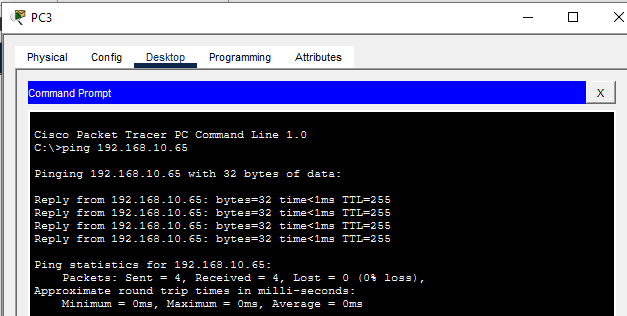 PC3
Physical Config Desktop Programming Attributes
Command Prompt
X
Cisco Packet Tracer PC Command Line 1.0
C:\>ping 192.168.10.65
Pinging 192.168.10.65 with 32 bytes of data:
Reply from 192.168.10.65: bytes=32 time<1ms TTL=255
Reply from 192.168.10.65: bytes=32 time<1ms TTL=255
Reply from 192.168.10.65: bytes=32 time<1ms TTL=255
Reply from 192.168.10.65: bytes=32 time<1ms TTL=255
Ping statistics for 192.168.10.65:
Packets: Sent = 4, Received = 4, Lost = 0 (0% loss),
Approximate round trip times in milli-seconds:
Minimum = 0ms, Maximum = 0ms, Average = 0ms